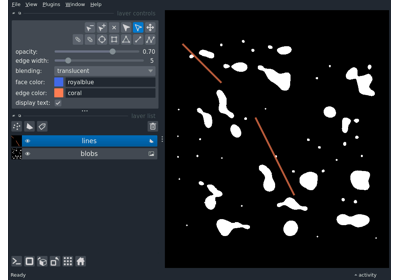 File View Plugins Window Help
layer controls
opacity: 0.70
edge width: 5
blending: translucent
face color: royalblue
edge color: coral
display text:
layer list
lines
blobs
Ready
activity